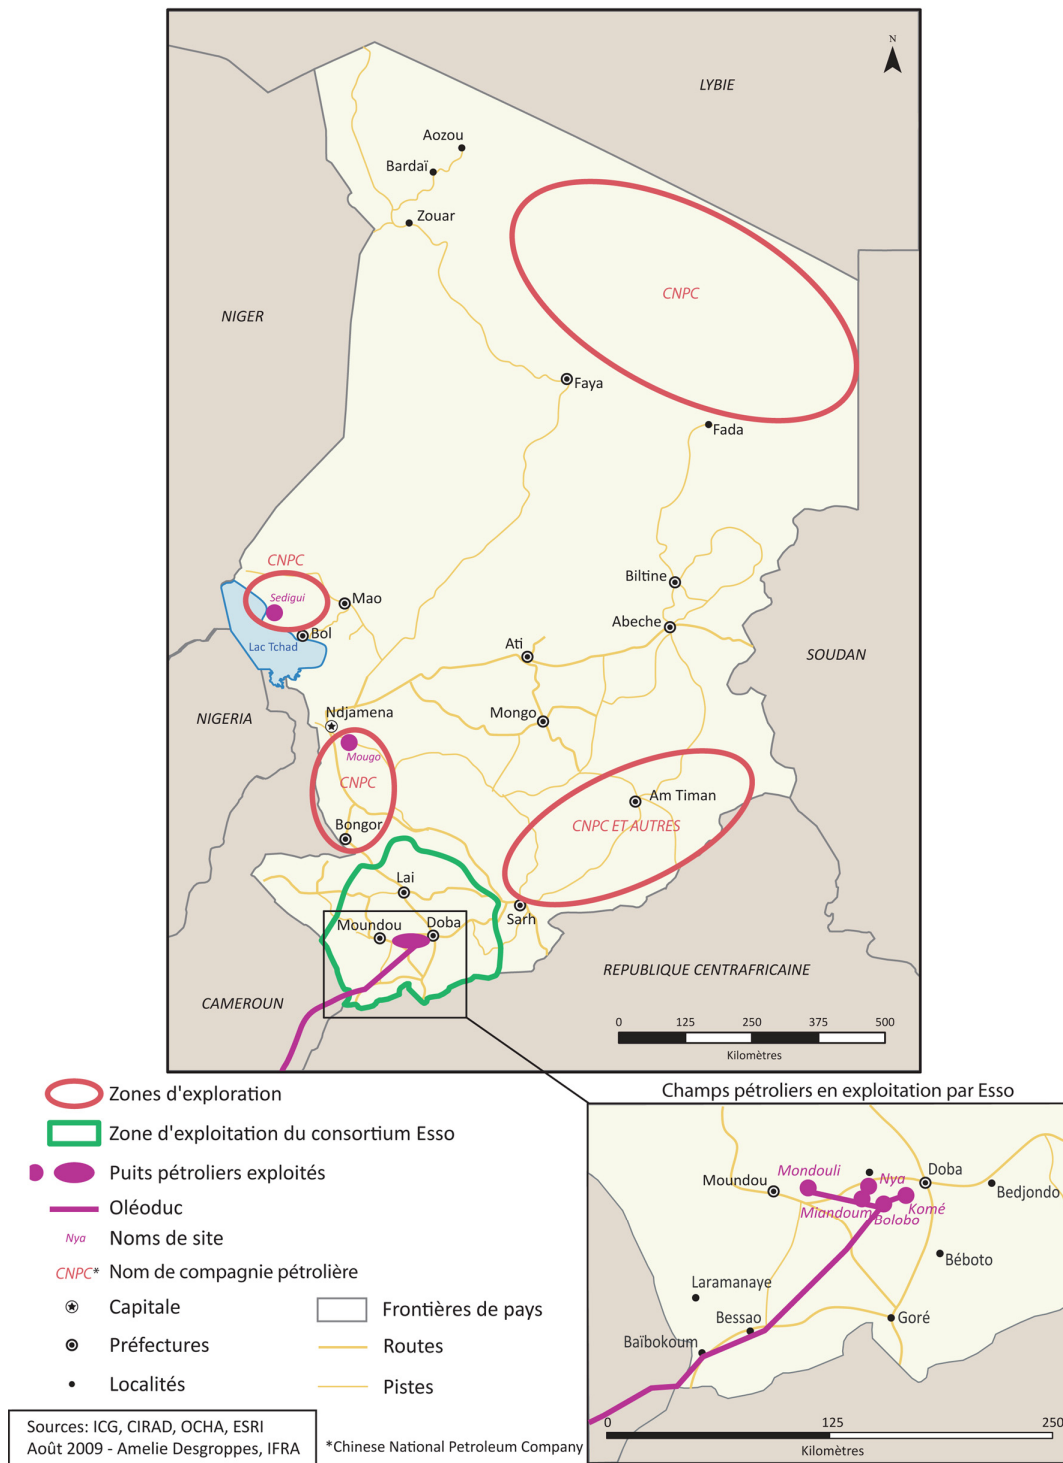 N
LYBIE
Aozou
Bardaï
Zouar
CNPC
NIGER
Faya
Fada
CNPC
Sedigui
Mao
Biltine
Bol
Abeche
Lac Tchad
Ati
SOUDAN
NIGERIA
Ndjamena
Mongo
Mougo
CNPC
Am Timan
CNPC ET AUTRES
Bongor
Lai
Sarh
Moundou
Doba
REPUBLIQUE CENTRAFRICAINE
CAMEROUN
0 125 250 375 500
Kilomètres
Zones d'exploration
Zone d'exploitation du consortium Esso
Puits pétroliers exploités
Oléoduc
Nya Noms de site
CNPC* Nom de compagnie pétrolière
Capitale
Préfectures
Localités
Frontières de pays
Routes
Pistes
Sources: ICG, CIRAD, OCHA, ESRI
Août 2009 - Amelie Desgroppes, IFRA
*Chinese National Petroleum Company
Champs pétroliers en exploitation par Esso
Mondouli
Doba
Moundou
Nya
Bedjondo
Komé
Miandoum
Bolobo
Béboto
Laramanaye
Bessao
Goré
Baïbokoum
0 125 250
Kilomètres